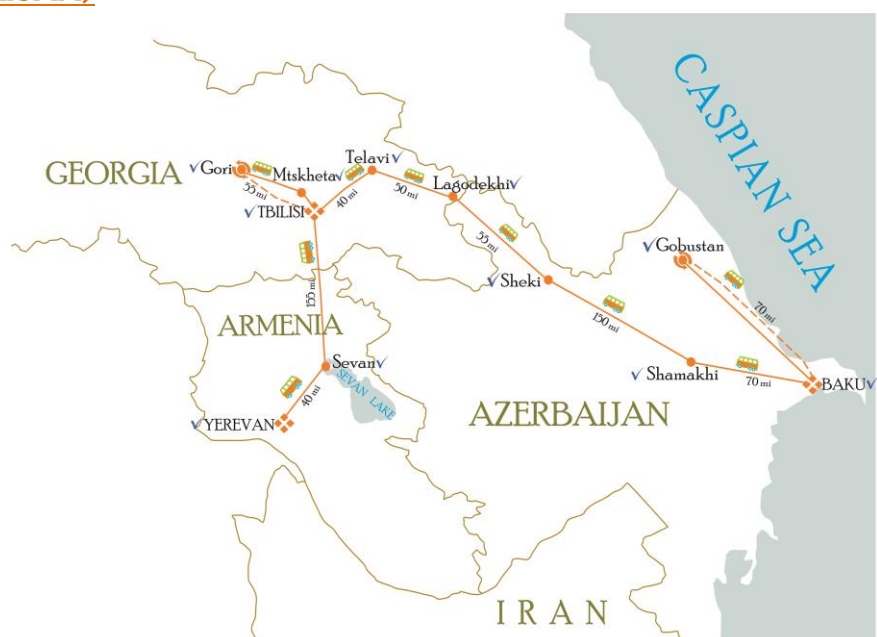 CASPIAN SEA
GEORGIA
Gori
Mtskheta
Telavi
55 mi
TBILISI
40 mi
50 mi
Lagodekhi
155 mi
55 mi
Sheki
Gobustan
70 mi
150 mi
ARMENIA
Sevan
SEVAN LAKE
40 mi
YEREVAN
Shamakhi
70 mi
BAKU
AZERBAIJAN
IRAN